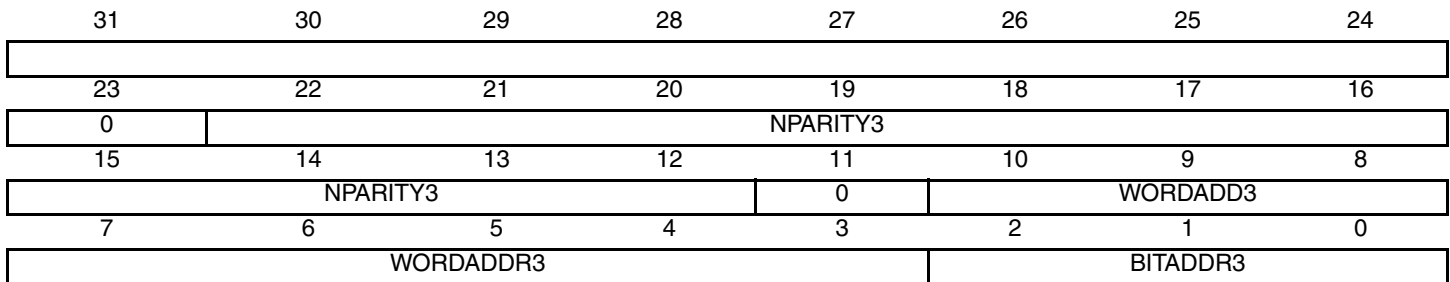 31 30 29 28 27 26 25 24
23 22 21 20 19 18 17 16
0 NPARITY3
15 14 13 12 11 10 9 8
NPARITY3 0 WORDADD3
7 6 5 4 3 2 1 0
WORDADDR3 BITADDR3